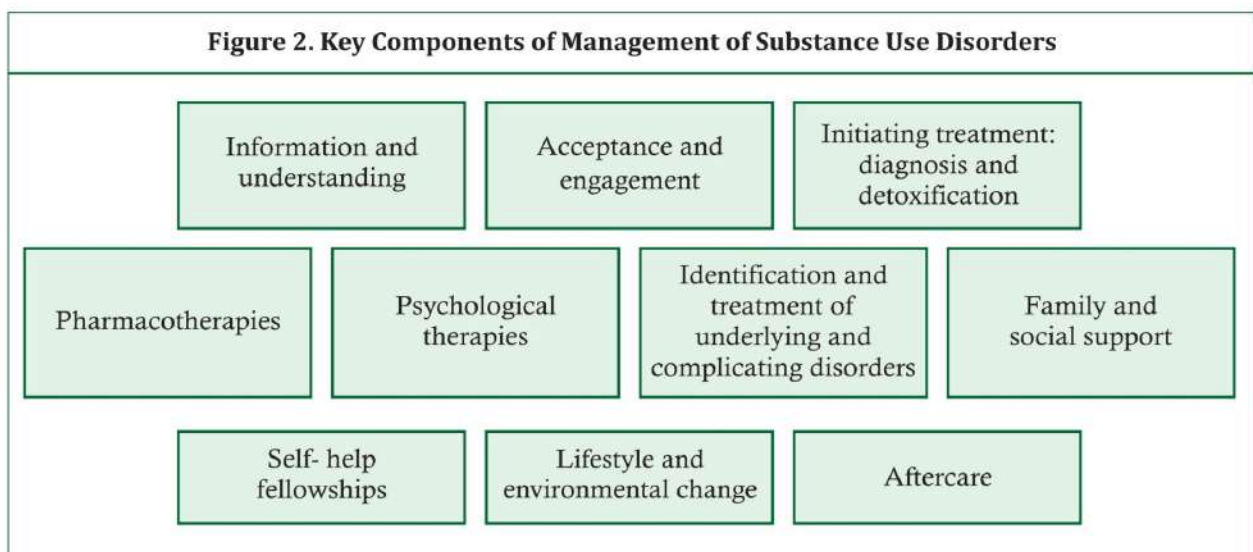 Figure 2. Key Components of Management of Substance Use Disorders
Information and
understanding
Acceptance and
engagement
Initiating treatment:
diagnosis and
detoxification
Pharmacotherapies
Psychological
therapies
Identification and
treatment of
underlying and
complicating disorders
Family and
social support
Self- help
fellowships
Lifestyle and
environmental change
Aftercare